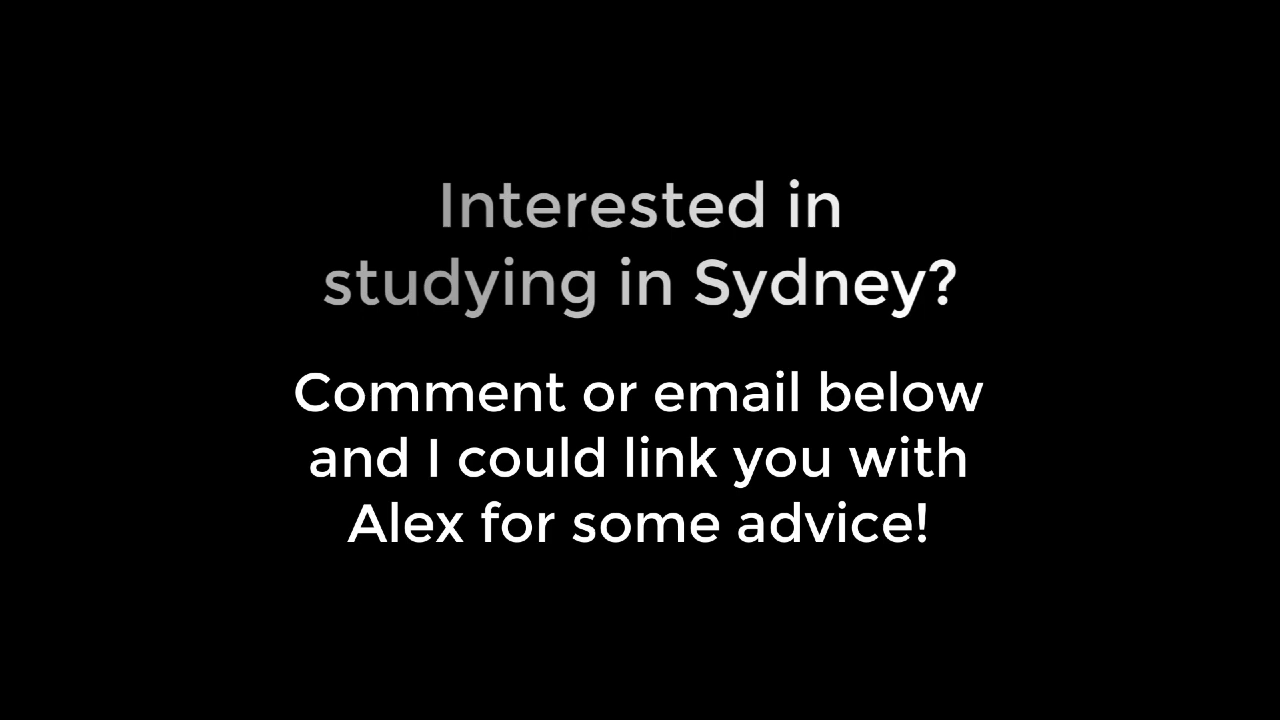 Interested in
studying in Sydney?
Comment or email below
and I could link you with
Alex for some advice!